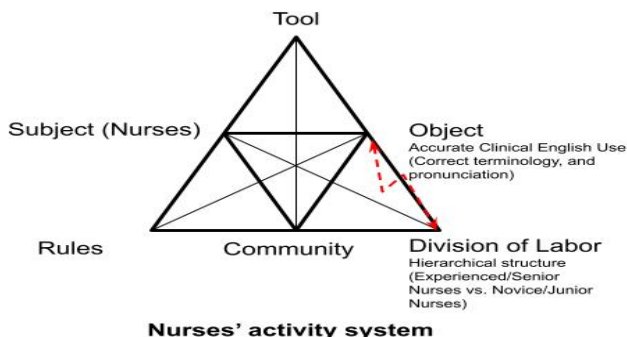 Tool
Subject (Nurses)
Object
Accurate Clinical English Use
(Correct terminology, and
pronunciation)
Rules
Community
Division of Labor
Hierarchical structure
(Experienced/Senior
Nurses vs. Novice/Junior
Nurses)
Nurses’ activity system